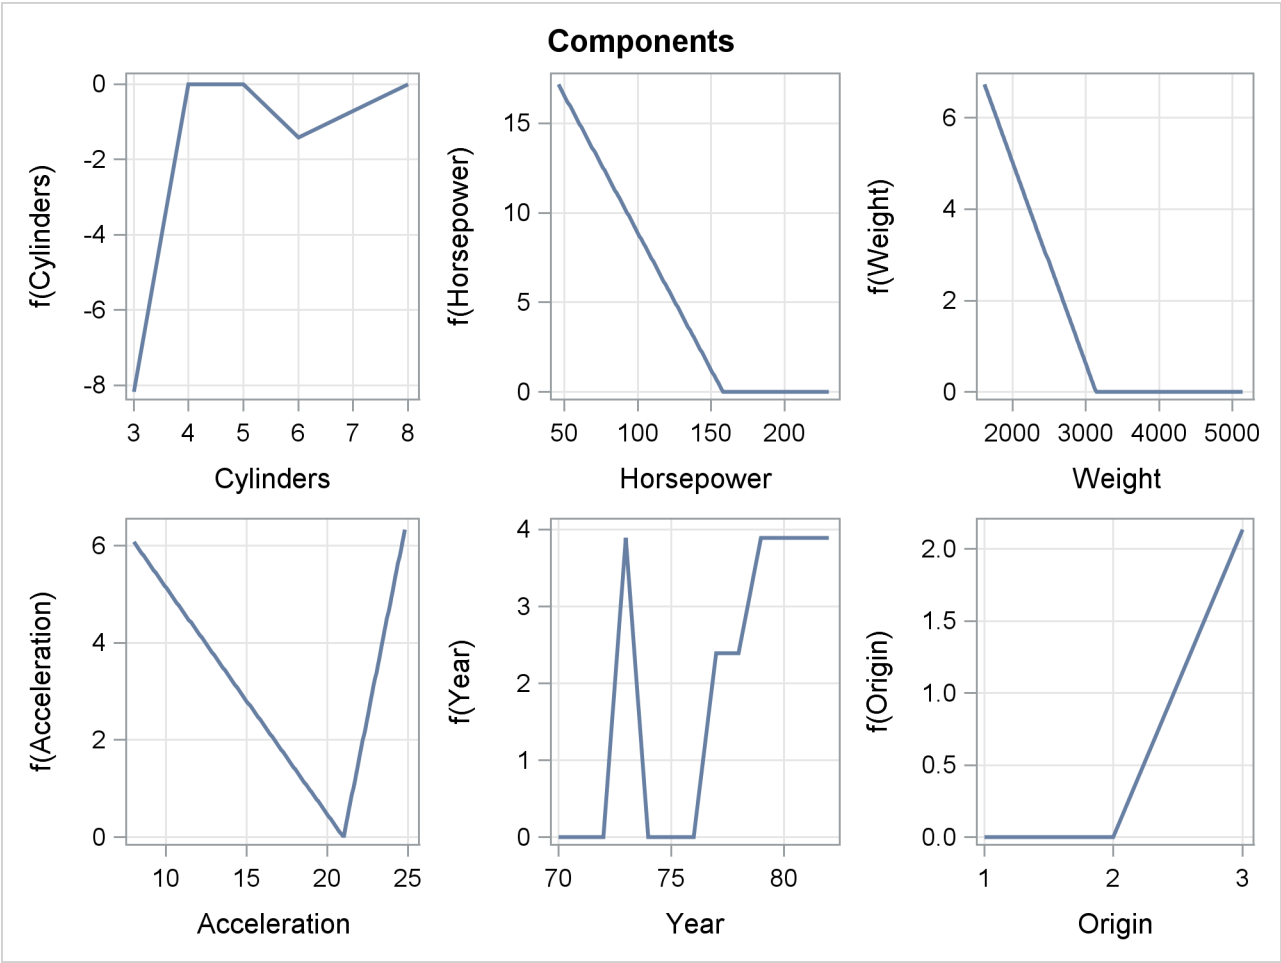 Components
f(Cylinders)
0
-2
-4
-6
-8
3 4 5 6 7 8
Cylinders
f(Horsepower)
15
10
5
0
50 100 150 200
Horsepower
f(Weight)
6
4
2
0
2000 3000 4000 5000
Weight
f(Acceleration)
6
4
2
0
10 15 20 25
Acceleration
f(Year)
4
3
2
1
0
70 75 80
Year
f(Origin)
2.0
1.5
1.0
0.5
0.0
1 2 3
Origin